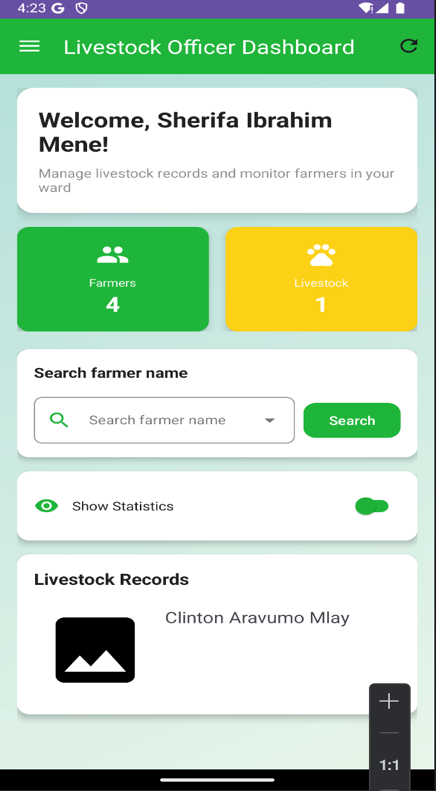 4:23
Livestock Officer Dashboard
Welcome, Sherifa Ibrahim
Mene!
Manage livestock records and monitor farmers in your
ward
Farmers
4
Livestock
1
Search farmer name
Search farmer name
Search
Show Statistics
Livestock Records
Clinton Aravumo Mlay
1:1